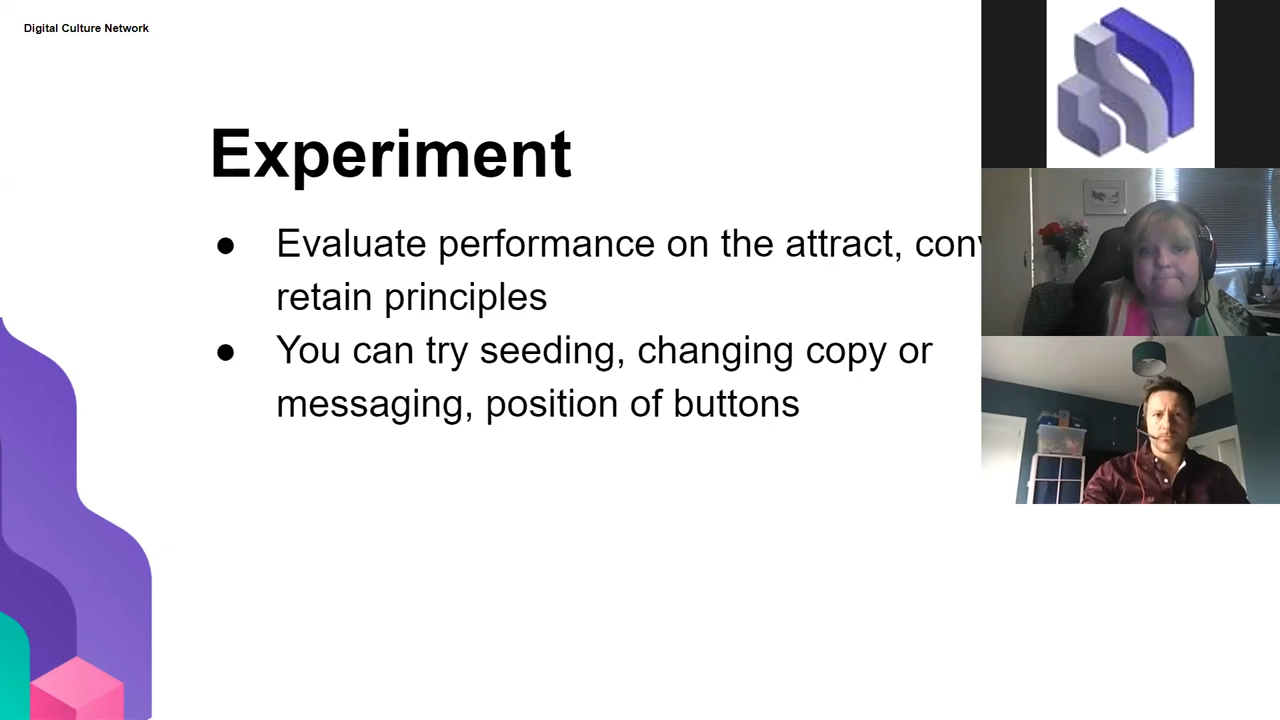 Digital Culture Network
Experiment
● Evaluate performance on the attract,
retain principles
● You can try seeding, changing copy or
messaging, position of buttons